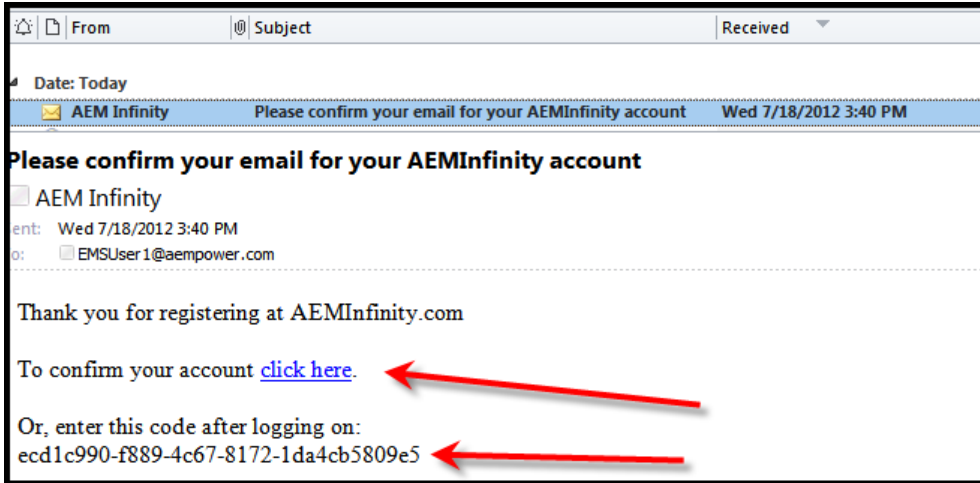 From Subject Received
Date: Today
AEM Infinity Please confirm your email for your AEMInfinity account Wed 7/18/2012 3:40 PM
Please confirm your email for your AEMInfinity account
AEM Infinity
ent: Wed 7/18/2012 3:40 PM
o: EMSUser1@aempower.com
Thank you for registering at AEMInfinity.com
To confirm your account click here.
Or, enter this code after logging on:
ecd1c990-f889-4c67-8172-1da4cb5809e5